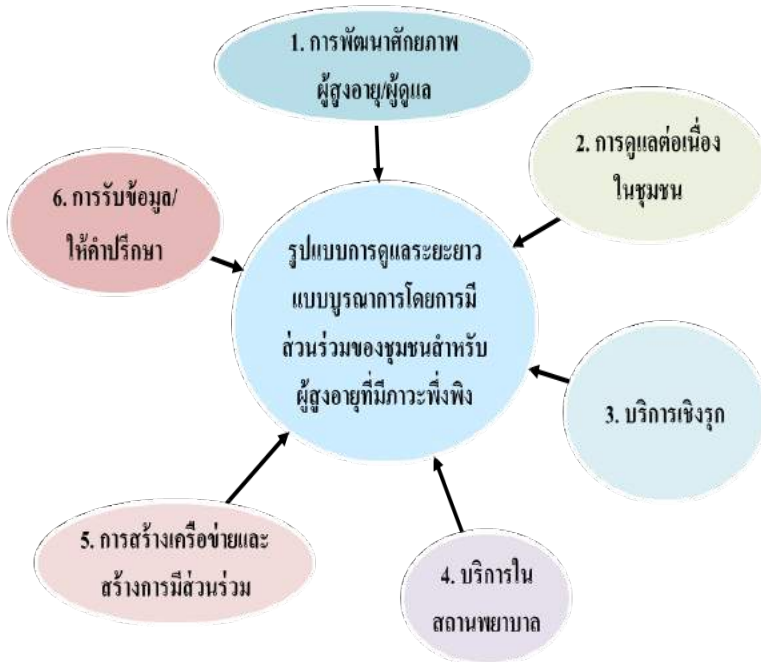 1. การพัฒนาศักยภาพ
ผู้สูงอายุ/ผู้ดูแล
2. การดูแลต่อเนื่อง
ในชุมชน
3. บริการเชิงรุก
4. บริการใน
สถานพยาบาล
5. การสร้างเครือข่ายและ
สร้างการมีส่วนร่วม
6. การรับข้อมูล/
ให้คำปรึกษา
รูปแบบการดูแลระยะยาว
แบบบูรณาการโดยการมี
ส่วนร่วมของชุมชนสำหรับ
ผู้สูงอายุที่มีภาวะพึ่งพิง